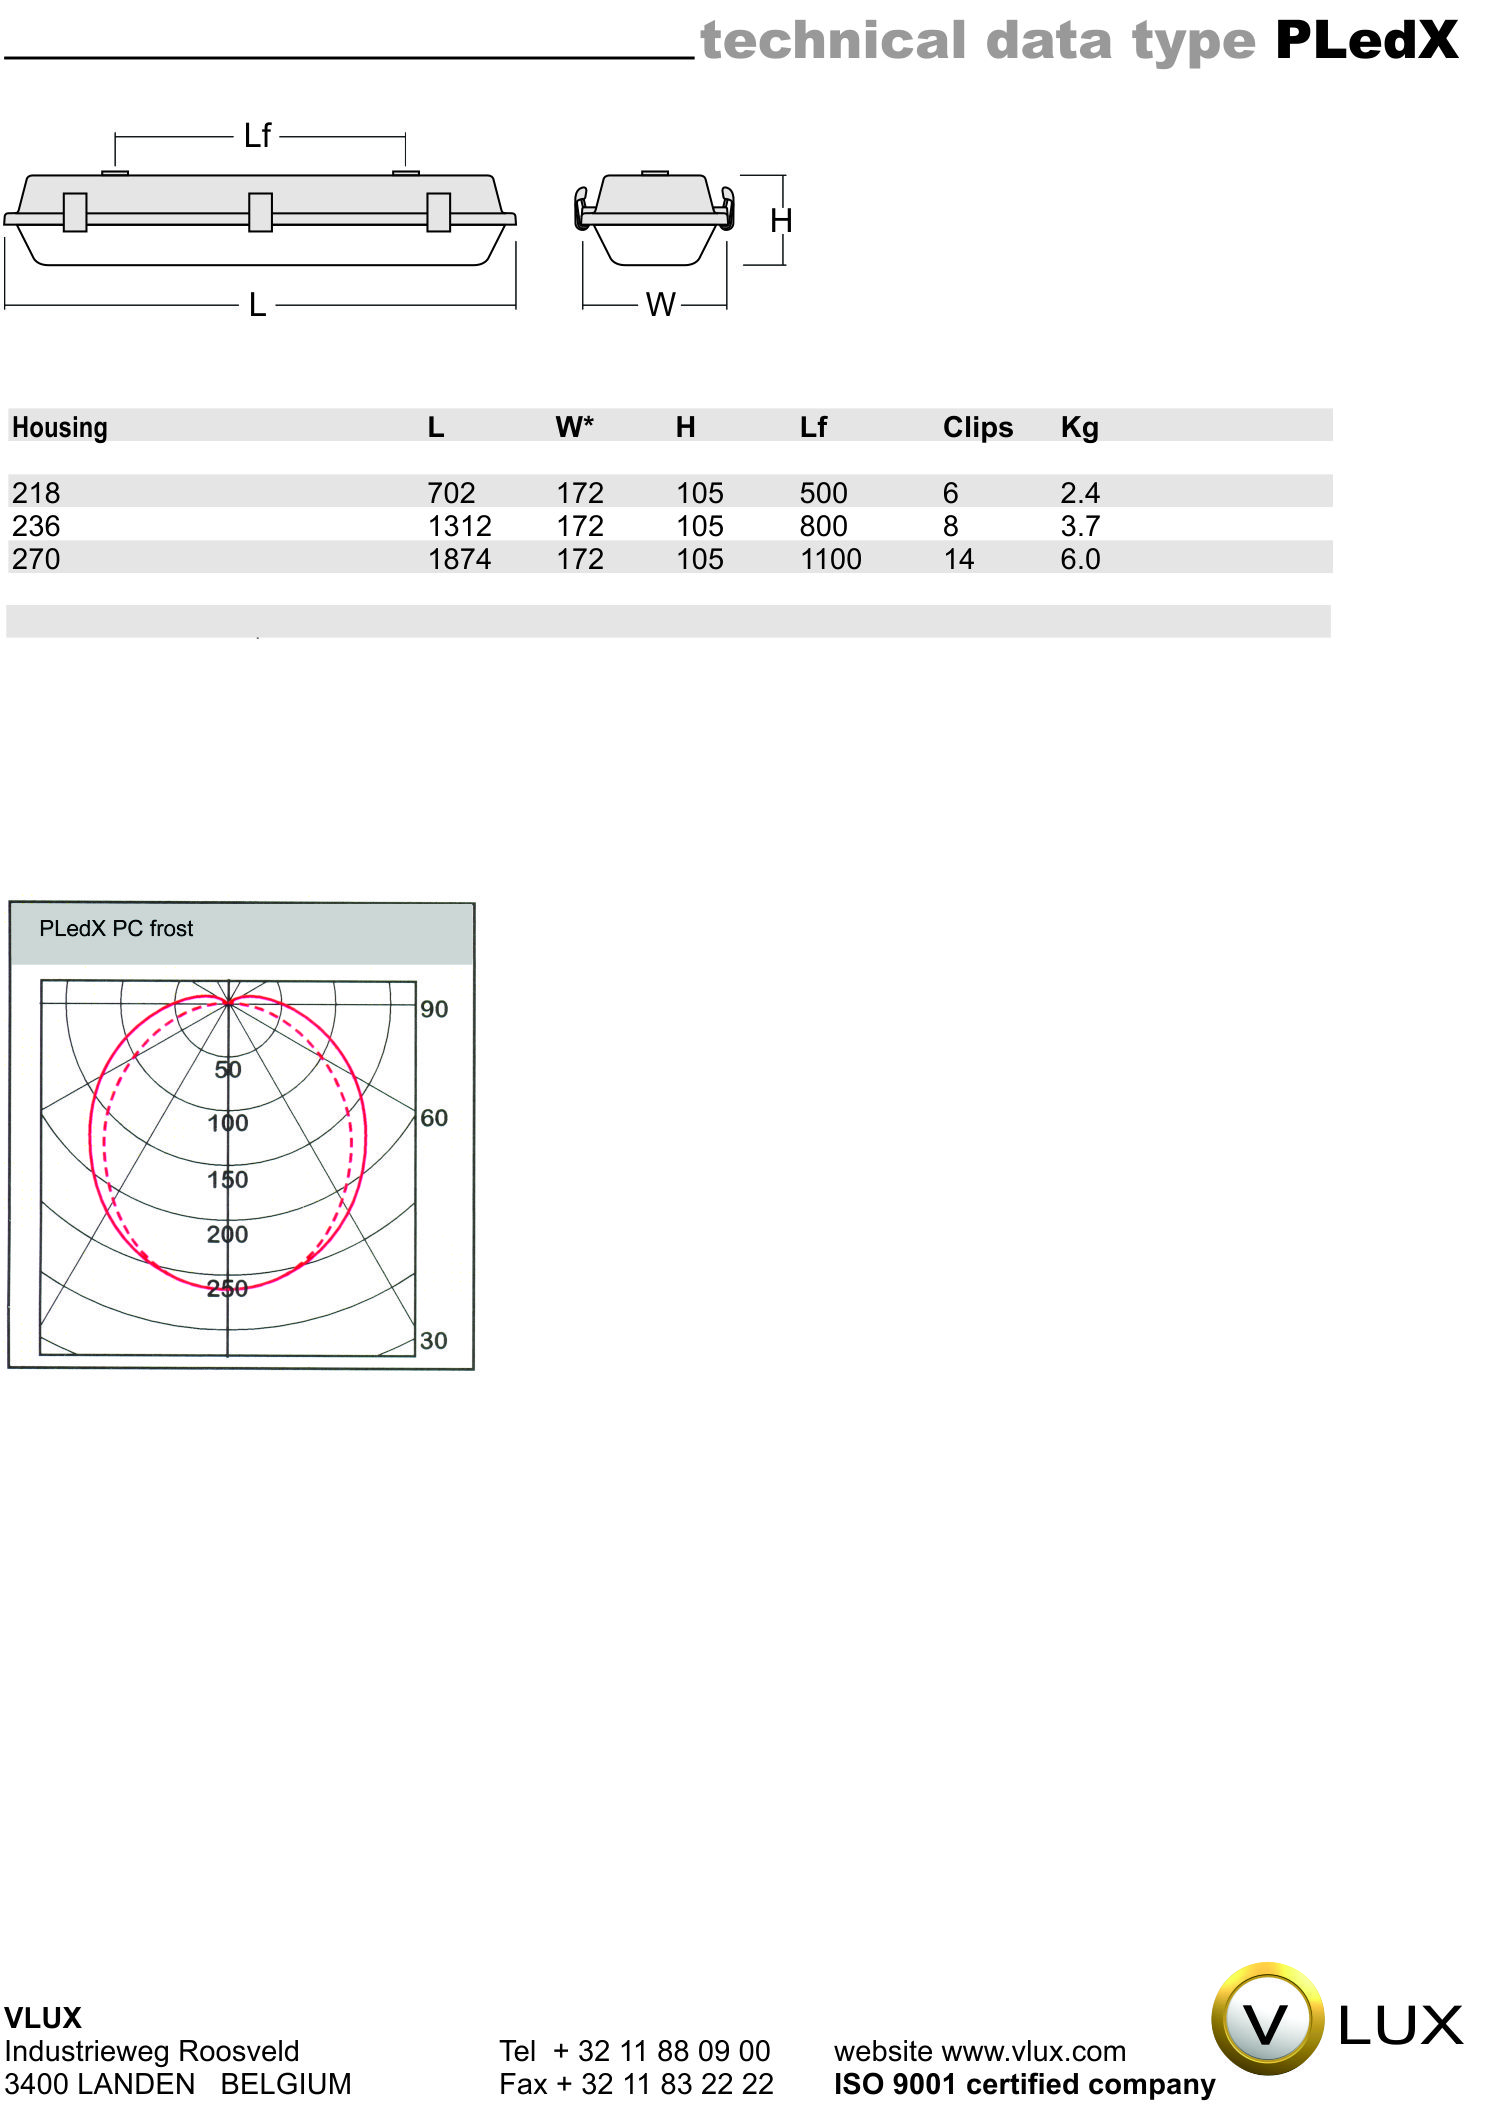 technical data type PLedX
Lf
H
L
W
Housing L W* H Lf Clips Kg
218 702 172 105 500 6 2.4
236 1312 172 105 800 8 3.7
270 1874 172 105 1100 14 6.0
PLedX PC frost
90
50
100
60
150
200
250
30
V LUX
VLUX
Industrieweg Roosveld Tel + 32 11 88 09 00 website www.vlux.com
3400 LANDEN BELGIUM Fax + 32 11 83 22 22 ISO 9001 certified company